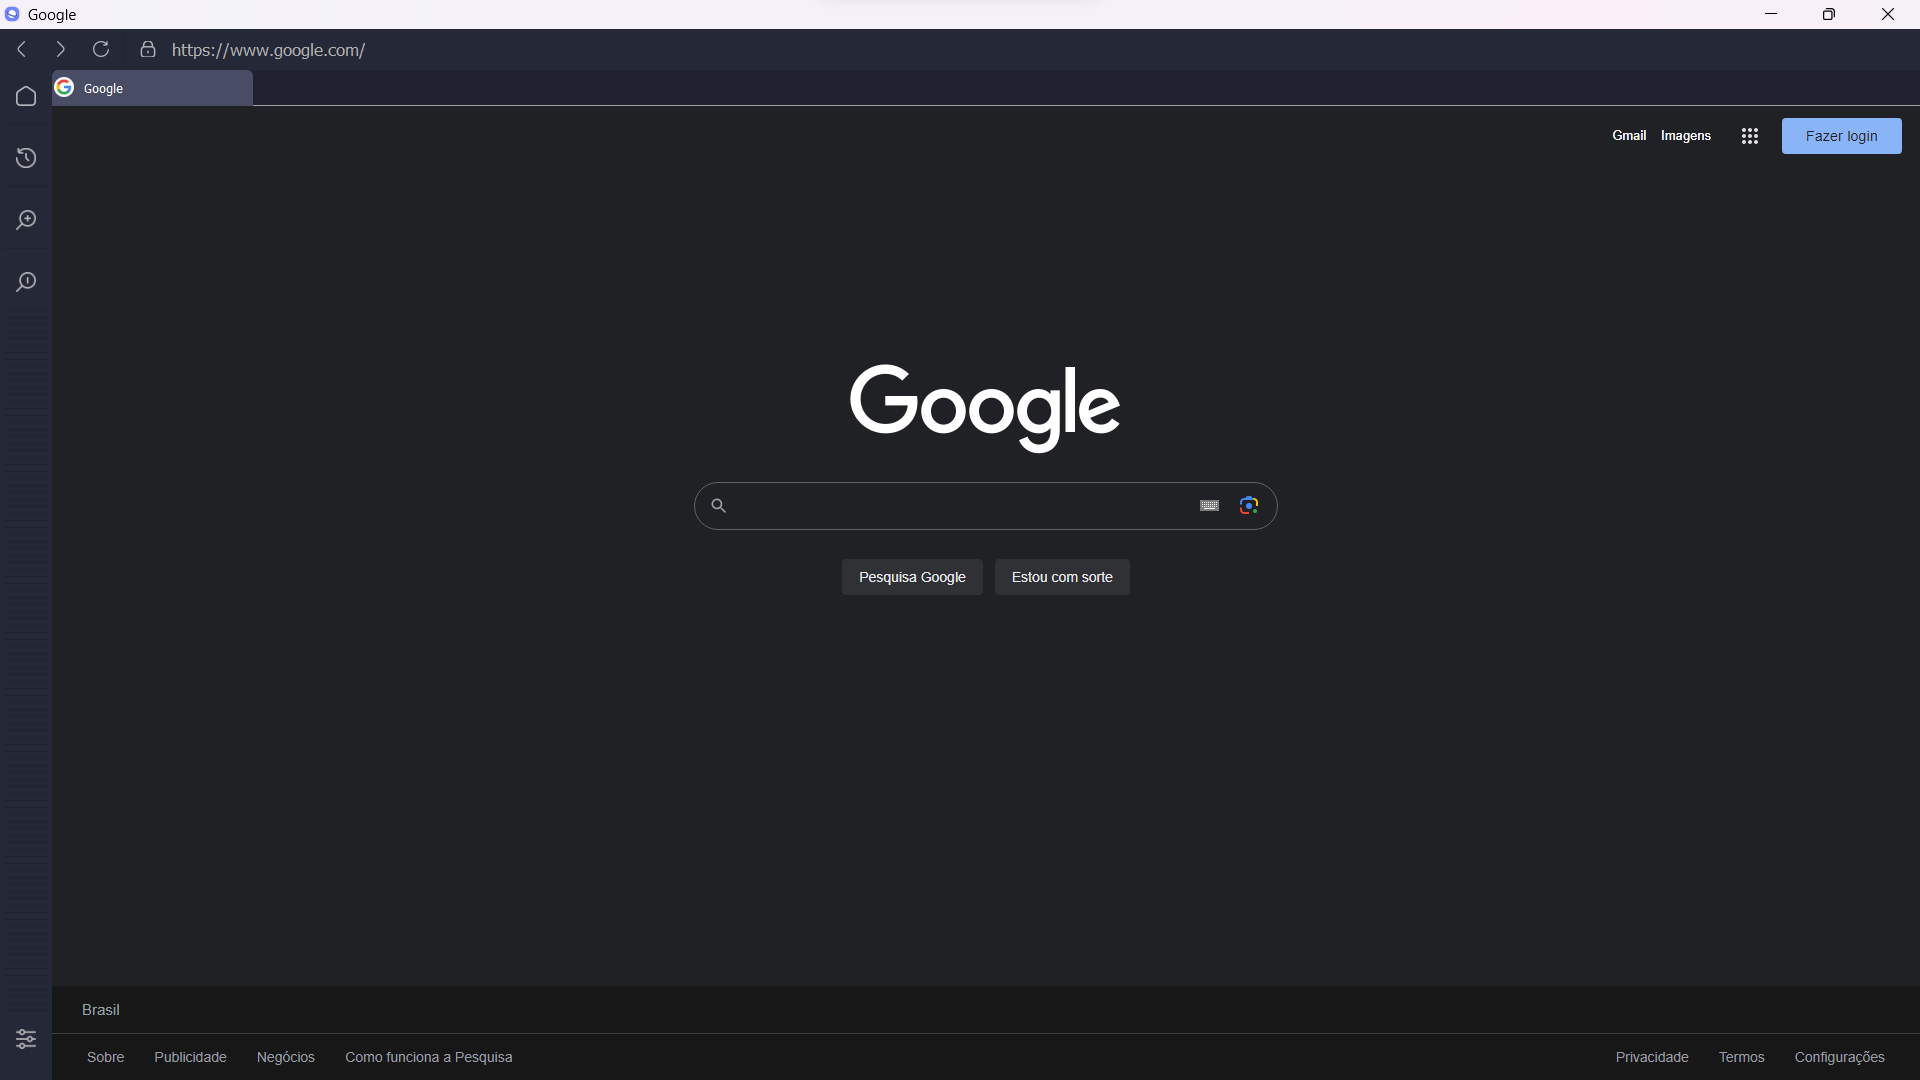 Google
https://www.google.com/
Google
Gmail Imagens Fazer login
Google
Pesquisa Google Estou com sorte
Brasil
Sobre Publicidade Negócios Como funciona a Pesquisa Privacidade Termos Configurações